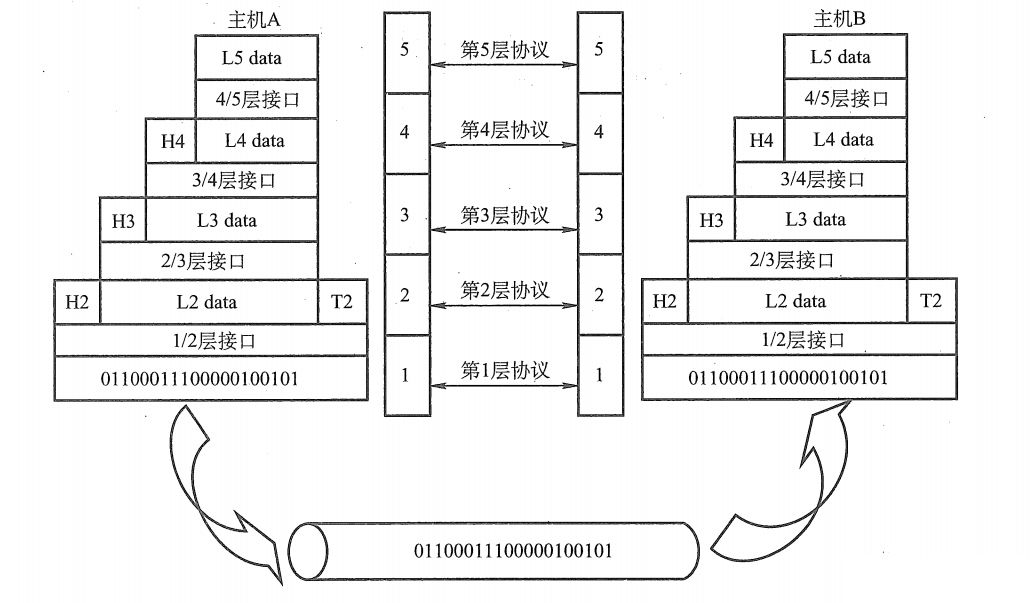 主机A
L5 data
4/5层接口
H4 L4 data
3/4层接口
H3 L3 data
2/3层接口
H2 L2 data T2
1/2层接口
01100011100000100101
5 第5层协议 5
4 第4层协议 4
3 第3层协议 3
2 第2层协议 2
1 第1层协议 1
主机B
L5 data
4/5层接口
H4 L4 data
3/4层接口
H3 L3 data
2/3层接口
H2 L2 data T2
1/2层接口
01100011100000100101
01100011100000100101